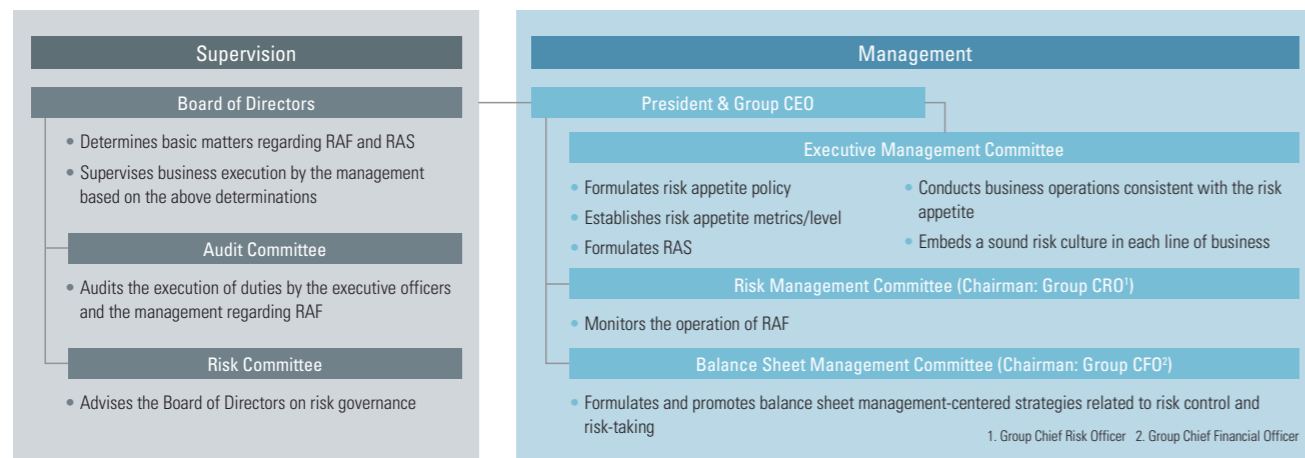 Supervision
Board of Directors
• Determines basic matters regarding RAF and RAS
• Supervises business execution by the management
based on the above determinations
Audit Committee
• Audits the execution of duties by the executive officers
and the management regarding RAF
Risk Committee
• Advises the Board of Directors on risk governance
Management
President & Group CEO
Executive Management Committee
• Formulates risk appetite policy
• Establishes risk appetite metrics/level
• Formulates RAS
• Conducts business operations consistent with the risk
appetite
• Embeds a sound risk culture in each line of business
Risk Management Committee (Chairman: Group CRO¹)
• Monitors the operation of RAF
Balance Sheet Management Committee (Chairman: Group CFO²)
• Formulates and promotes balance sheet management-centered strategies related to risk control and
risk-taking
1. Group Chief Risk Officer 2. Group Chief Financial Officer